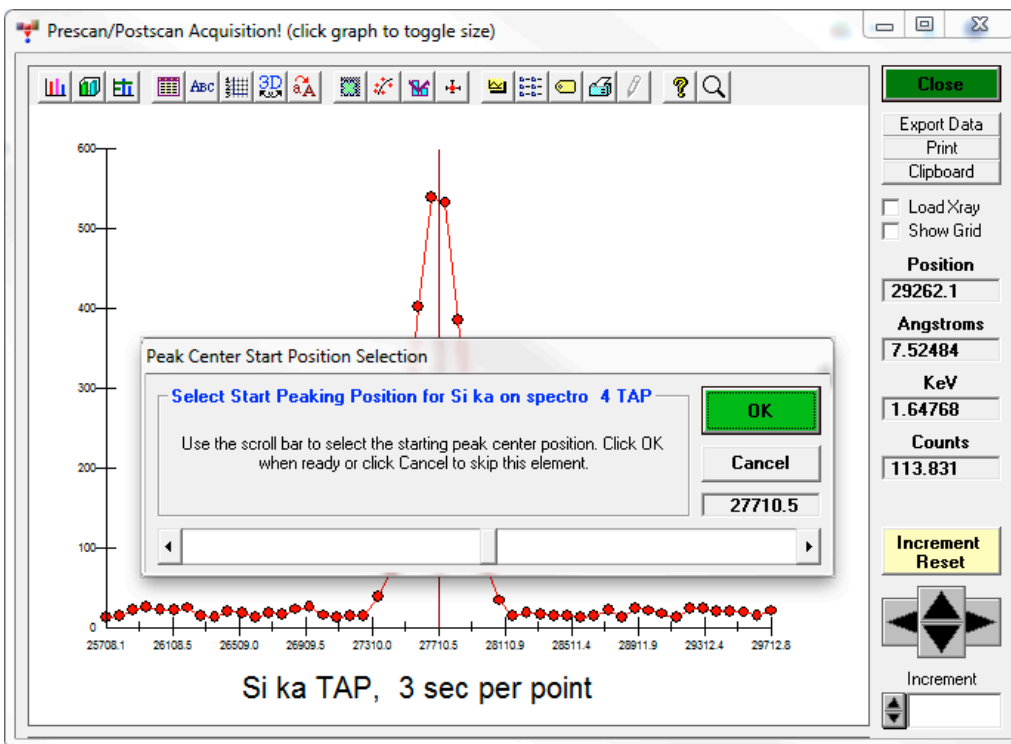 Prescan/Postscan Acquisition! (click graph to toggle size)
ABC
3D
aA
?
Close
Export Data
Print
Clipboard
Load Xray
Show Grid
Position
29262.1
Angstroms
7.52484
KeV
1.64768
Counts
113.831
Increment
Reset
Increment
600
500
400
300
200
100
0
Peak Center Start Position Selection
Select Start Peaking Position for Si ka on spectro 4 TAP
Use the scroll bar to select the starting peak center position. Click OK
when ready or click Cancel to skip this element.
OK
Cancel
27710.5
25708.1 26108.5 26509.0 26909.5 27310.0 27710.5 28110.9 28511.4 28911.9 29312.4 29712.8
Si ka TAP, 3 sec per point